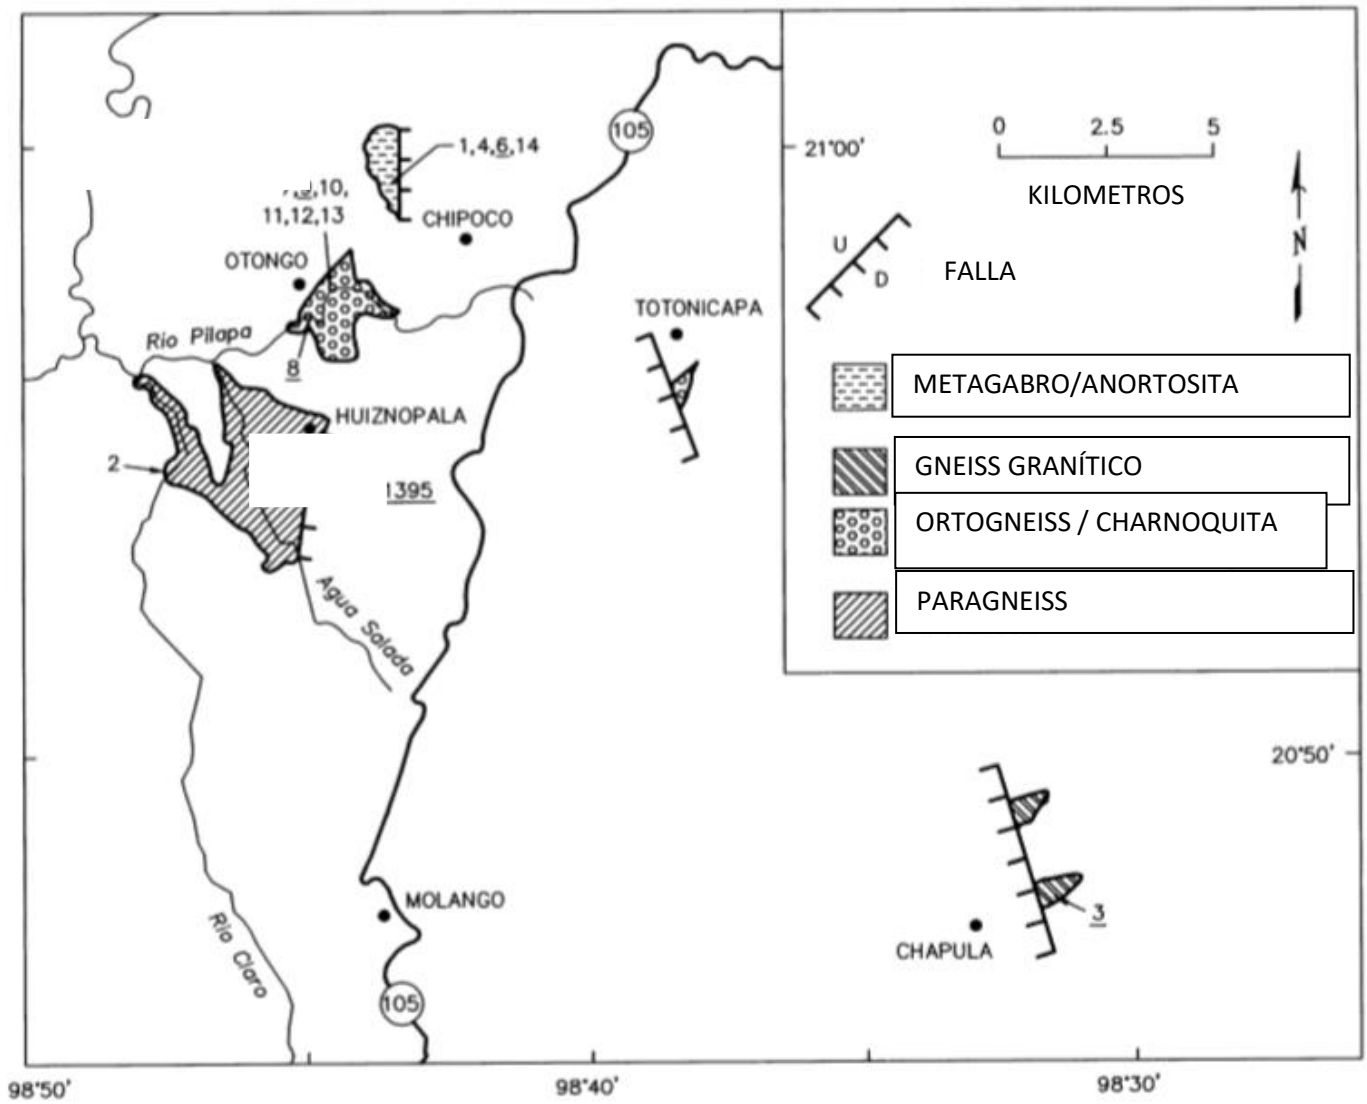 105
21°00'
0 2.5 5
KILOMETROS
N
U
D
FALLA
1,4,6,14
,10,
11,12,13
CHIPOCO
OTONGO
TOTONICAPA
Río Pilapa
8
METAGABRO/ANORTOSITA
HUIZNOPALA
GNEISS GRANÍTICO
2
1395
ORTOGNEISS / CHARNOQUITA
PARAGNEISS
Agua Salada
20°50'
MOLANGO
3
Río Claro
CHAPULA
105
98°50'
98°40'
98°30'